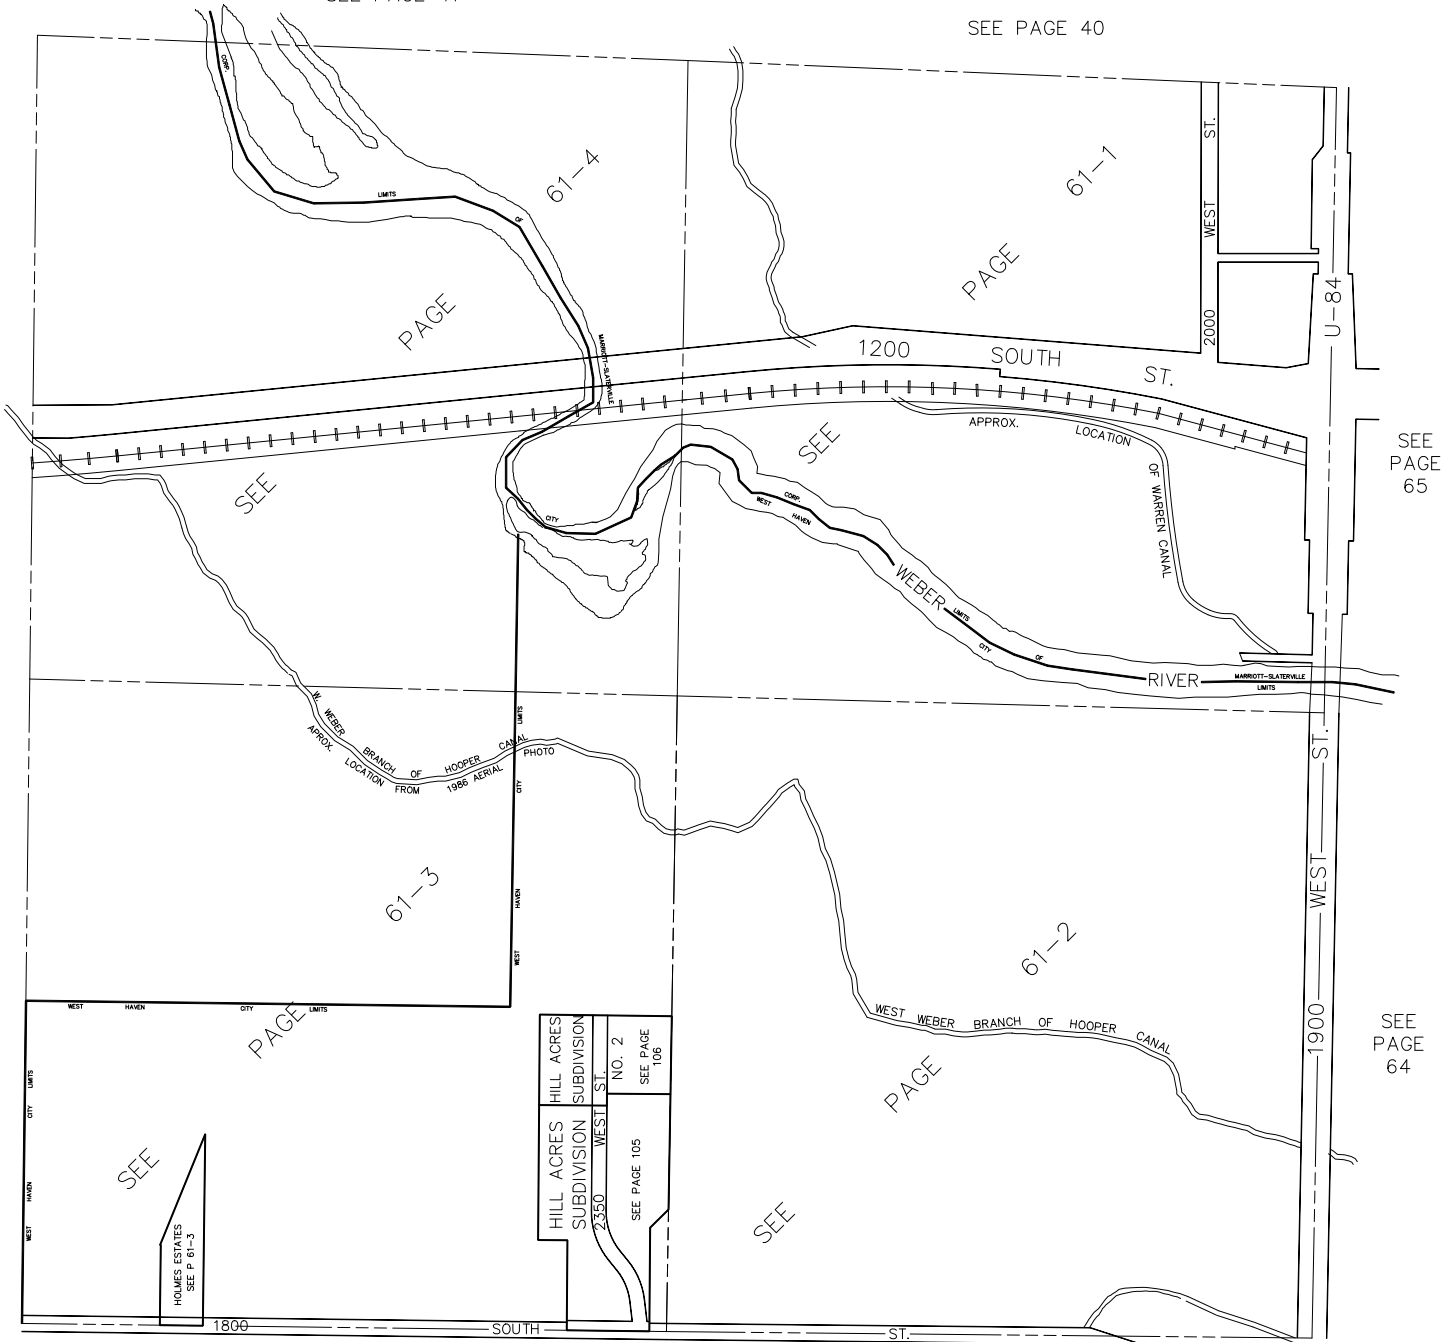 SEE PAGE
SEE PAGE 40
CORP.
LIMITS
OF
MARRIOTT-SLATERVILLE
CITY
SEE PAGE 61-4
SEE PAGE 61-1
2000 WEST ST.
U-84
1200 SOUTH ST.
APPROX. LOCATION OF WARREN CANAL
SEE
PAGE
65
CORP.
WEST HAVEN
WEBER
LIMITS
CITY
OF
RIVER
MARRIOTT-SLATERVILLE
LIMITS
W. WEBER BRANCH OF HOOPER CANAL
APROX. LOCATION FROM 1986 AERIAL PHOTO
WEST HAVEN CITY LIMITS
SEE PAGE 61-3
SEE PAGE 61-2
WEST WEBER BRANCH OF HOOPER CANAL
1900 WEST ST.
SEE
PAGE
64
WEST HAVEN CITY LIMITS
WEST HAVEN CITY LIMITS
HILL ACRES
SUBDIVISION
NO. 2
SEE PAGE
106
HILL ACRES
SUBDIVISION
2350 WEST ST.
SEE PAGE 105
HOLMES ESTATES
SEE P 61-3
1800 SOUTH ST.